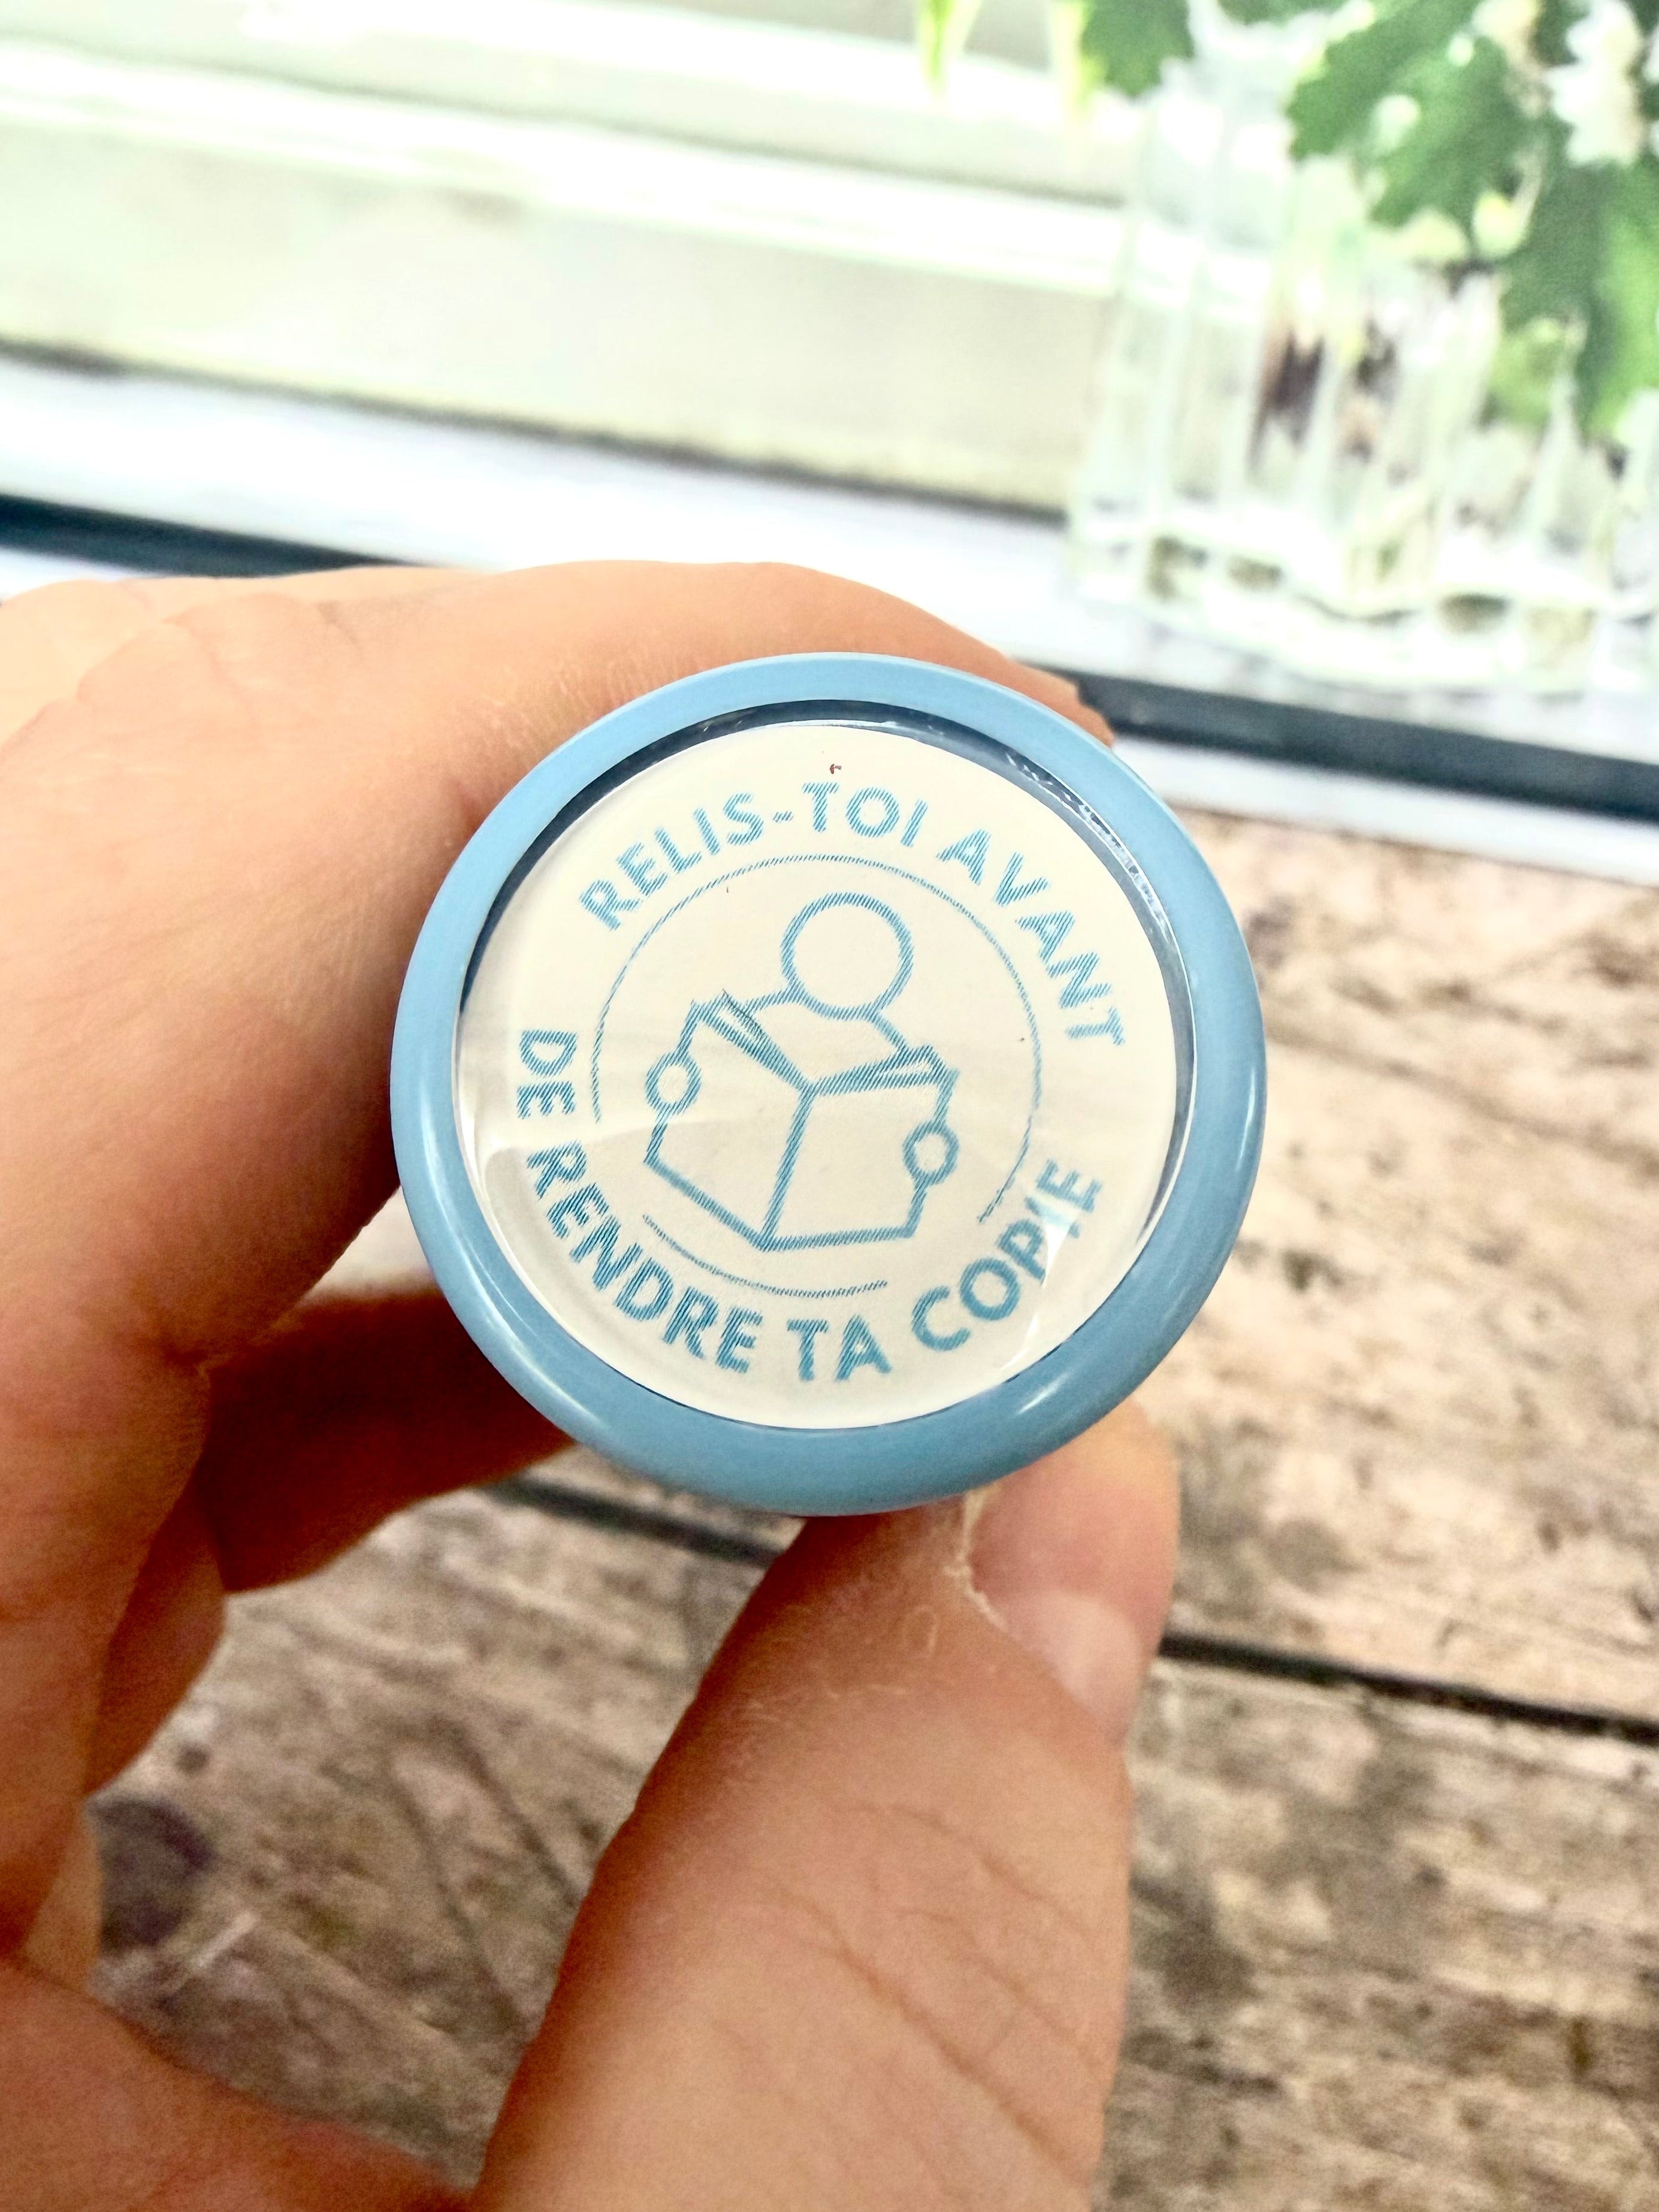 RELIS-TOI AVANT
DE RENDRE TA COPIE